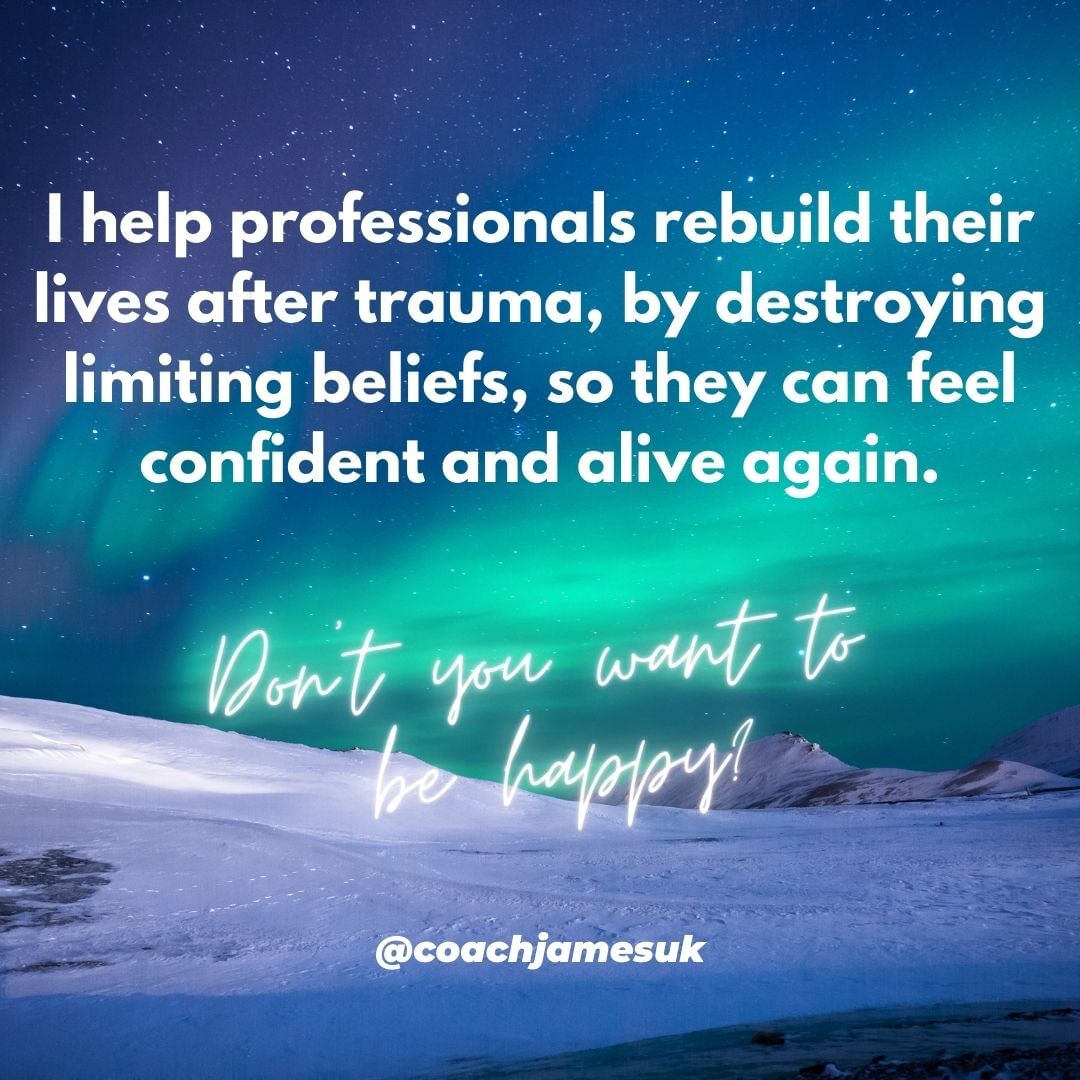 I help professionals rebuild their
lives after trauma, by destroying
limiting beliefs, so they can feel
confident and alive again.
Don't you want to
be happy?
@coachjamesuk